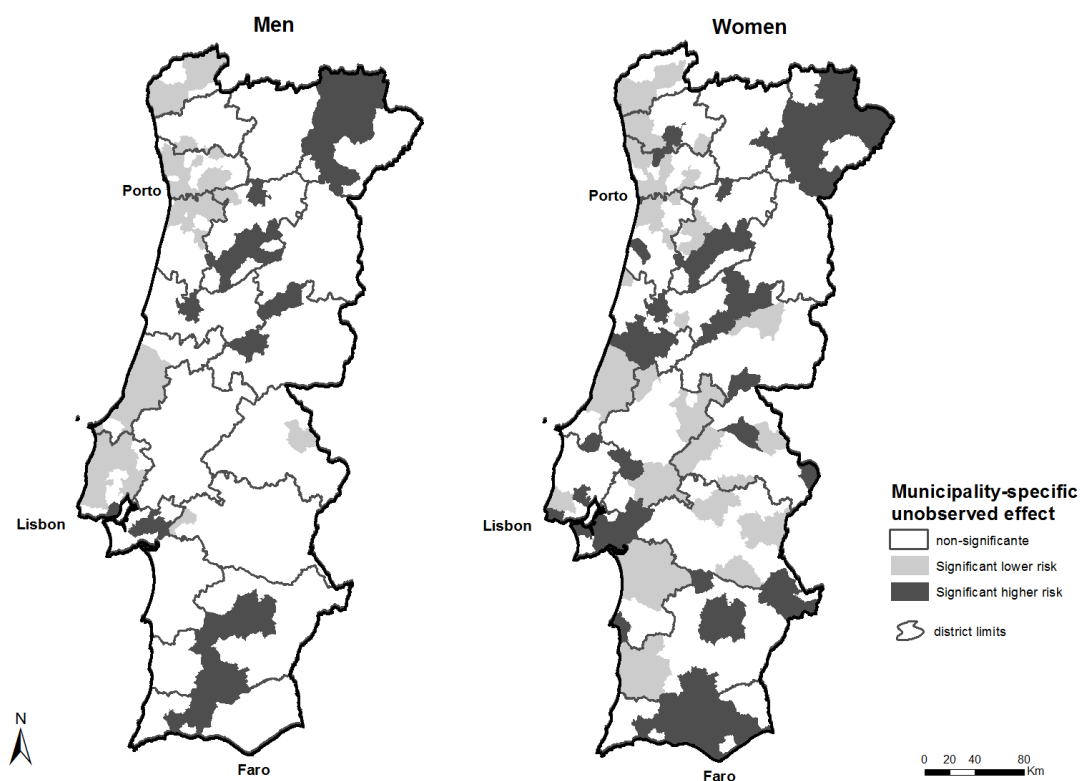 Men
Women
Porto
Porto
Lisbon
Lisbon
Municipality-specific
unobserved effect
non-significante
Significant lower risk
Significant higher risk
district limits
N
Faro
Faro
0 20 40 80
Km